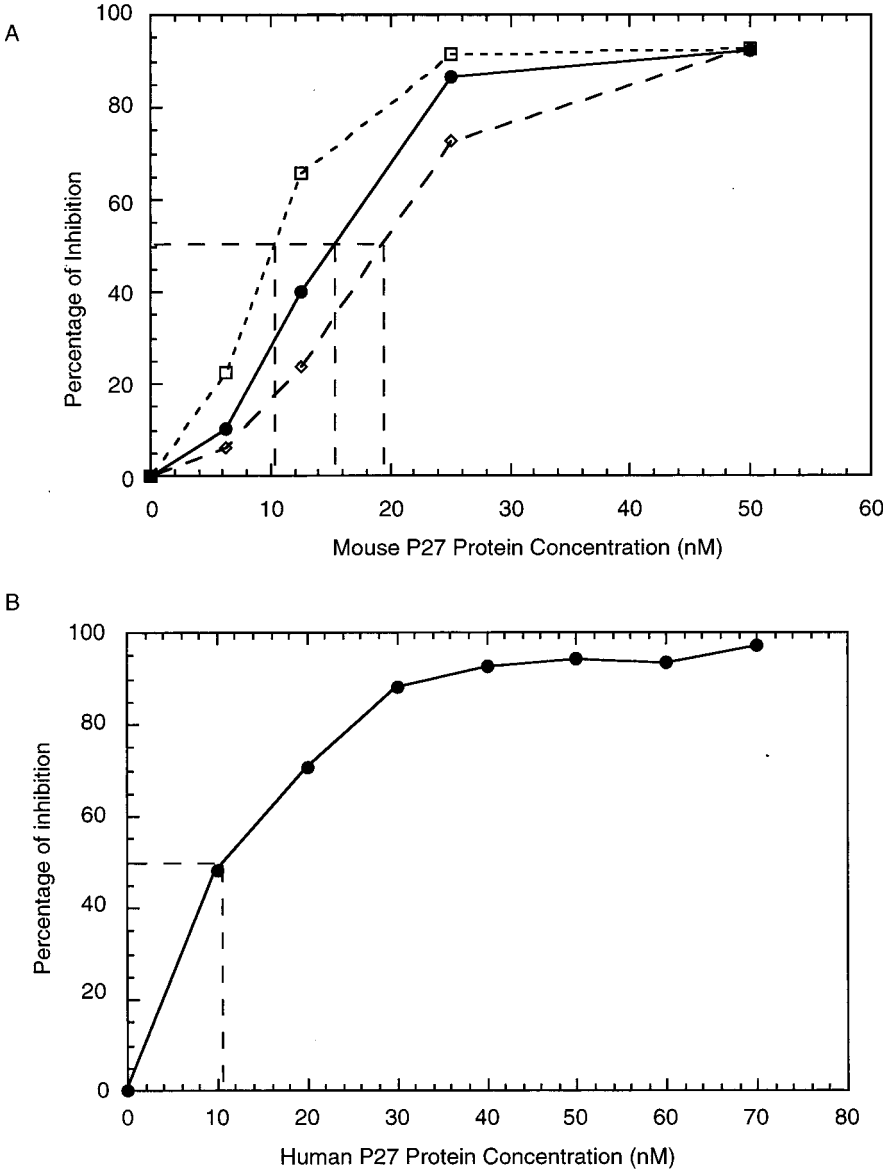 A
100
80
60
40
20
0
Percentage of Inhibition
0 10 20 30 40 50 60
Mouse P27 Protein Concentration (nM)
B
100
80
60
40
20
0
Percentage of inhibition
0 10 20 30 40 50 60 70 80
Human P27 Protein Concentration (nM)